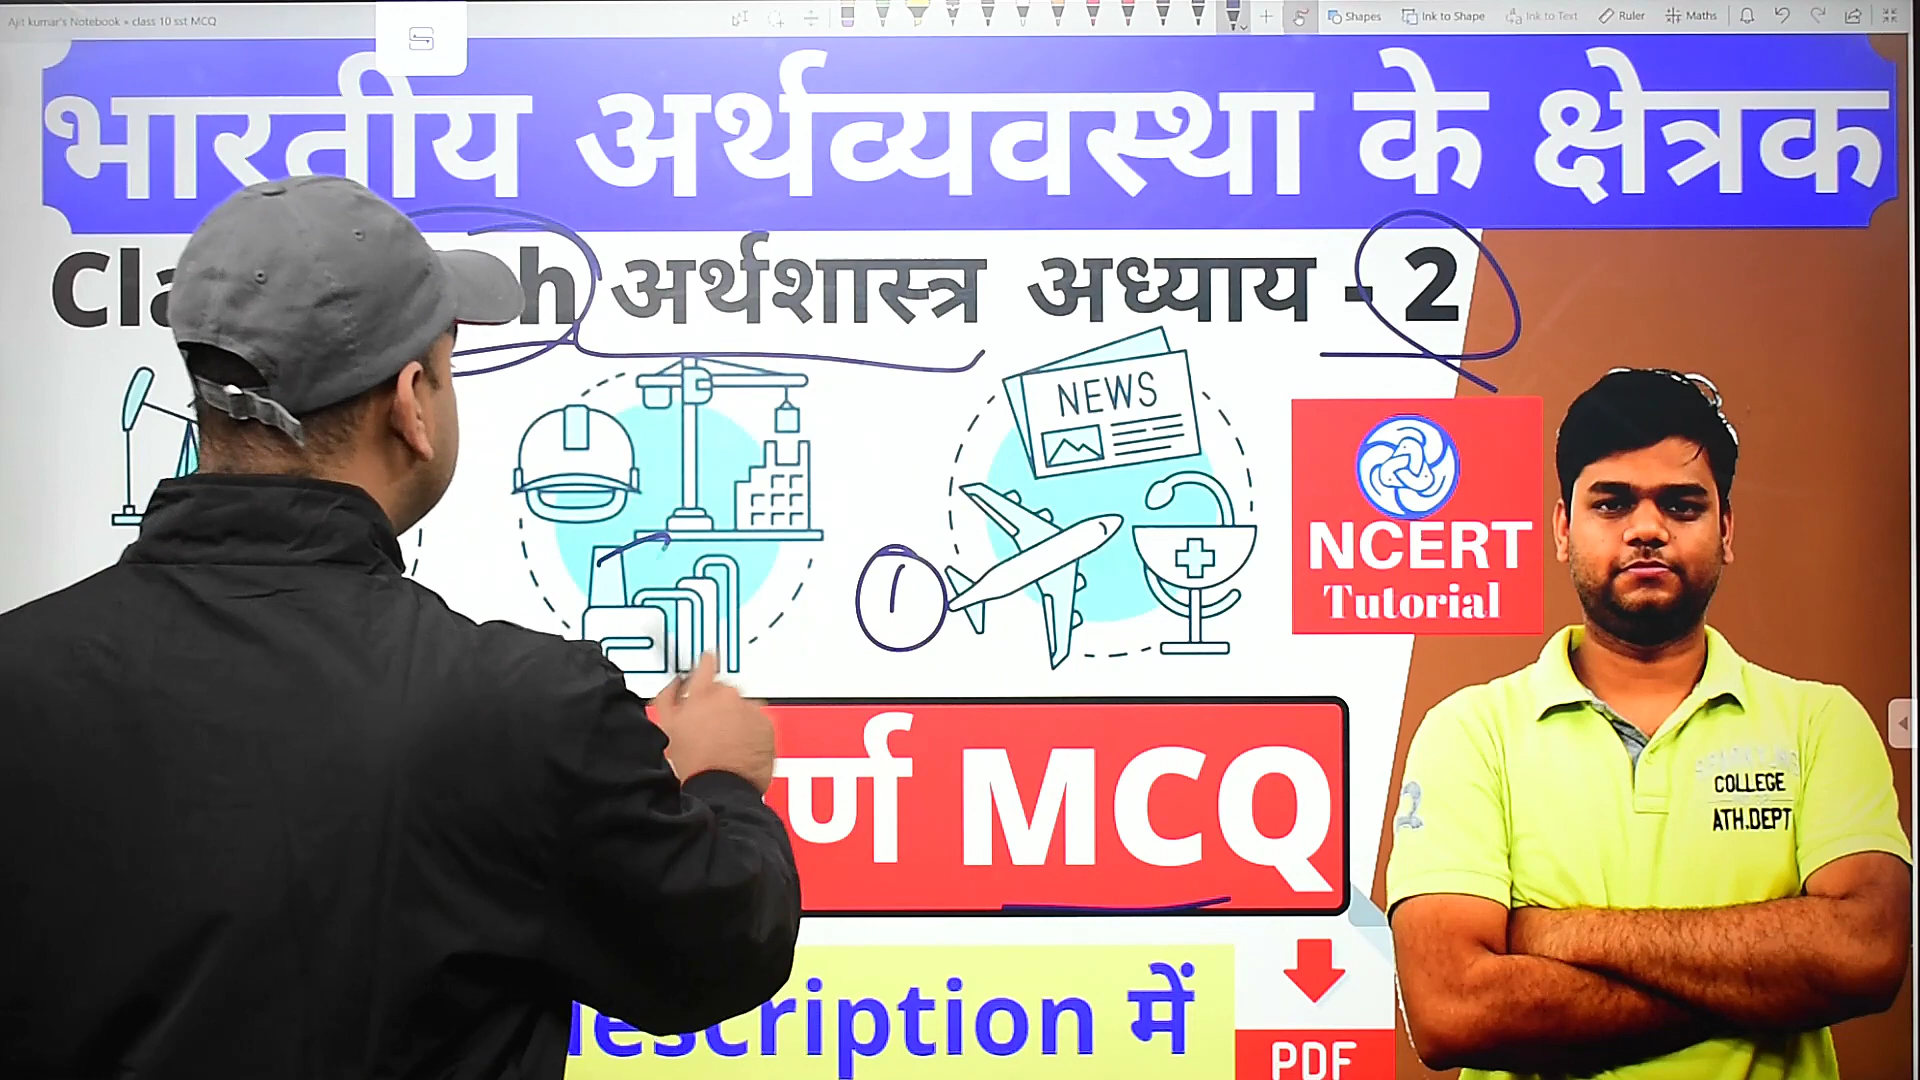 Ajit kumar's Notebook » class 10 sst MCQ
Shapes Ink to Shape Ink to Text Ruler Maths
भारतीय अर्थव्यवस्था के क्षेत्रक
अर्थशास्त्र अध्याय - 2
NEWS
NCERT
Tutorial
1
MCQ
COLLEGE
ATH.DEPT
में
PDF